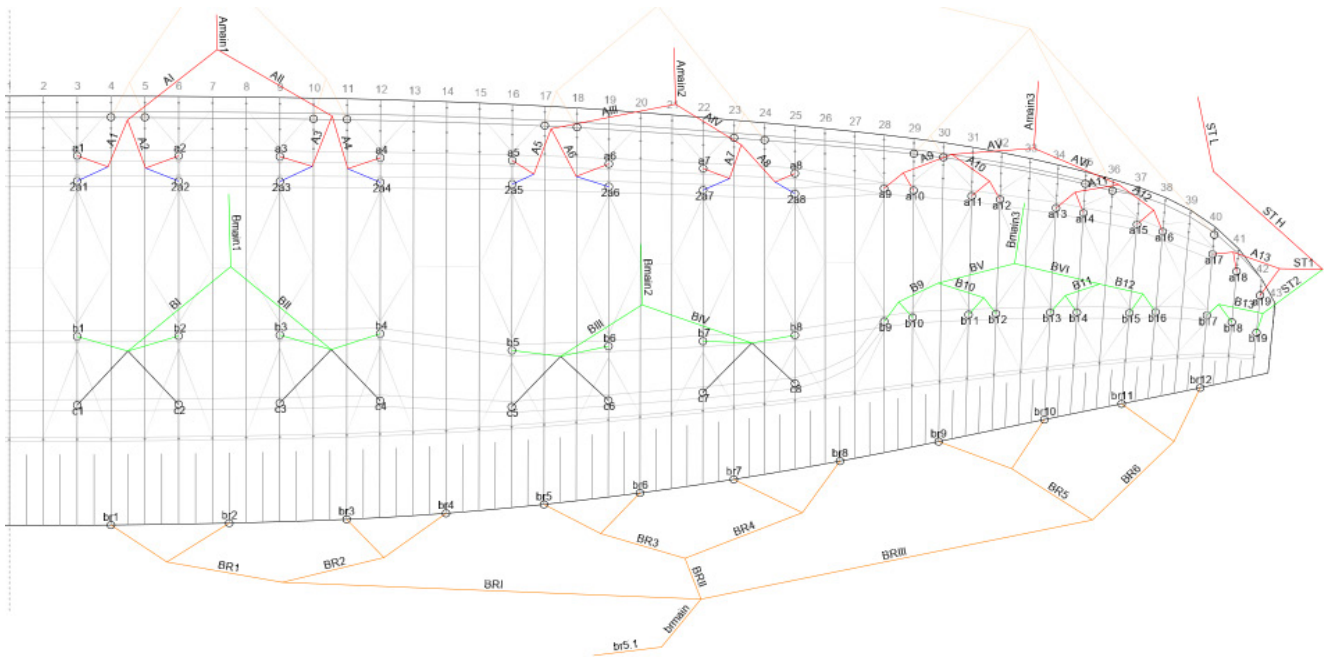 Amain1
AI
AII
Amain2
AIII
AIV
Amain3
AV
AVI
ST L
ST H
1 2 3 4 5 6 7 8 9 10 11 12 13 14 15 16 17 18 19 20 21 22 23 24 25 26 27 28 29 30 31 32 33 34 35 36 37 38 39 40 41 42 43
A1 A2 A3 A4 A5 A6 A7 A8 A9 A10 A11 A12 A13 ST1
ST2
a1 a2 a3 a4 a5 a6 a7 a8 a9 a10 a11 a12 a13 a14 a15 a16 a17 a18 a19
2a1 2a2 2a3 2a4 2a5 2a6 2a7 2a8
Bmain1
Bmain2
Bmain3
BI BII BIII BIV BV BVI
B9 B10 B11 B12 B13
b1 b2 b3 b4 b5 b6 b7 b8 b9 b10 b11 b12 b13 b14 b15 b16 b17 b18 b19
c1 c2 c3 c4 c5 c6 c7 c8
br1 br2 br3 br4 br5 br6 br7 br8 br9 br10 br11 br12
BR1 BR2 BR3 BR4 BR5 BR6
BRI BRII BRIII
brmain
br5.1